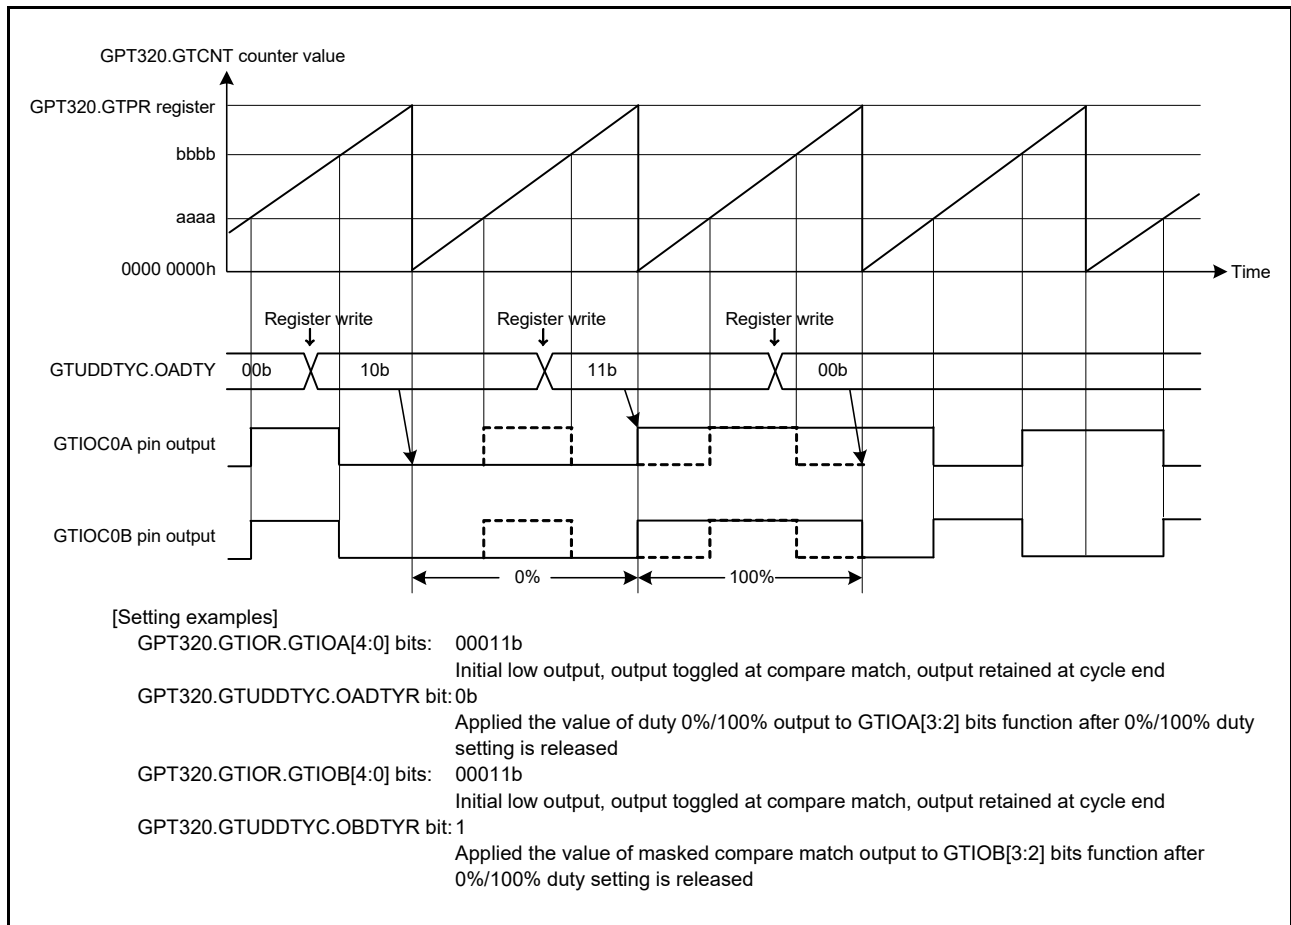 GPT320.GTCNT counter value
GPT320.GTPR register
bbbb
aaaa
0000 0000h
Time
Register write Register write Register write
GTUDDTYC.OADTY 00b 10b 11b 00b
GTIOC0A pin output
GTIOC0B pin output
0% 100%
[Setting examples]
GPT320.GTIOR.GTIOA[4:0] bits: 00011b
Initial low output, output toggled at compare match, output retained at cycle end
GPT320.GTUDDTYC.OADTYR bit: 0b
Applied the value of duty 0%/100% output to GTIOA[3:2] bits function after 0%/100% duty
setting is released
GPT320.GTIOR.GTIOB[4:0] bits: 00011b
Initial low output, output toggled at compare match, output retained at cycle end
GPT320.GTUDDTYC.OBDTYR bit: 1
Applied the value of masked compare match output to GTIOB[3:2] bits function after
0%/100% duty setting is released